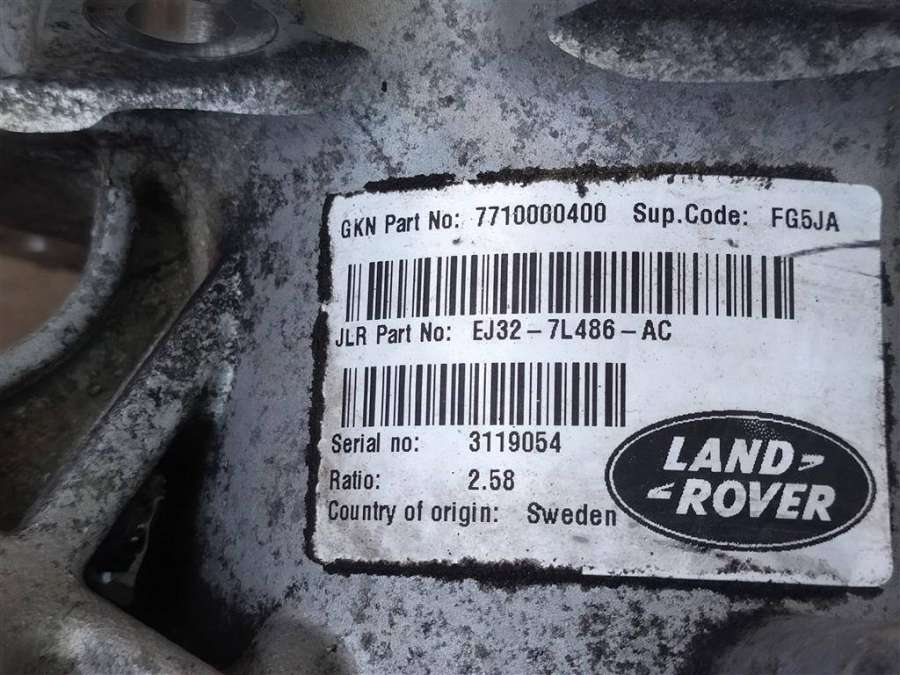 GKN Part No: 7710000400 Sup.Code: FG5JA
JLR Part No: EJ32-7L486-AC
Serial no: 3119054
Ratio: 2.58
Country of origin: Sweden
LAND
ROVER